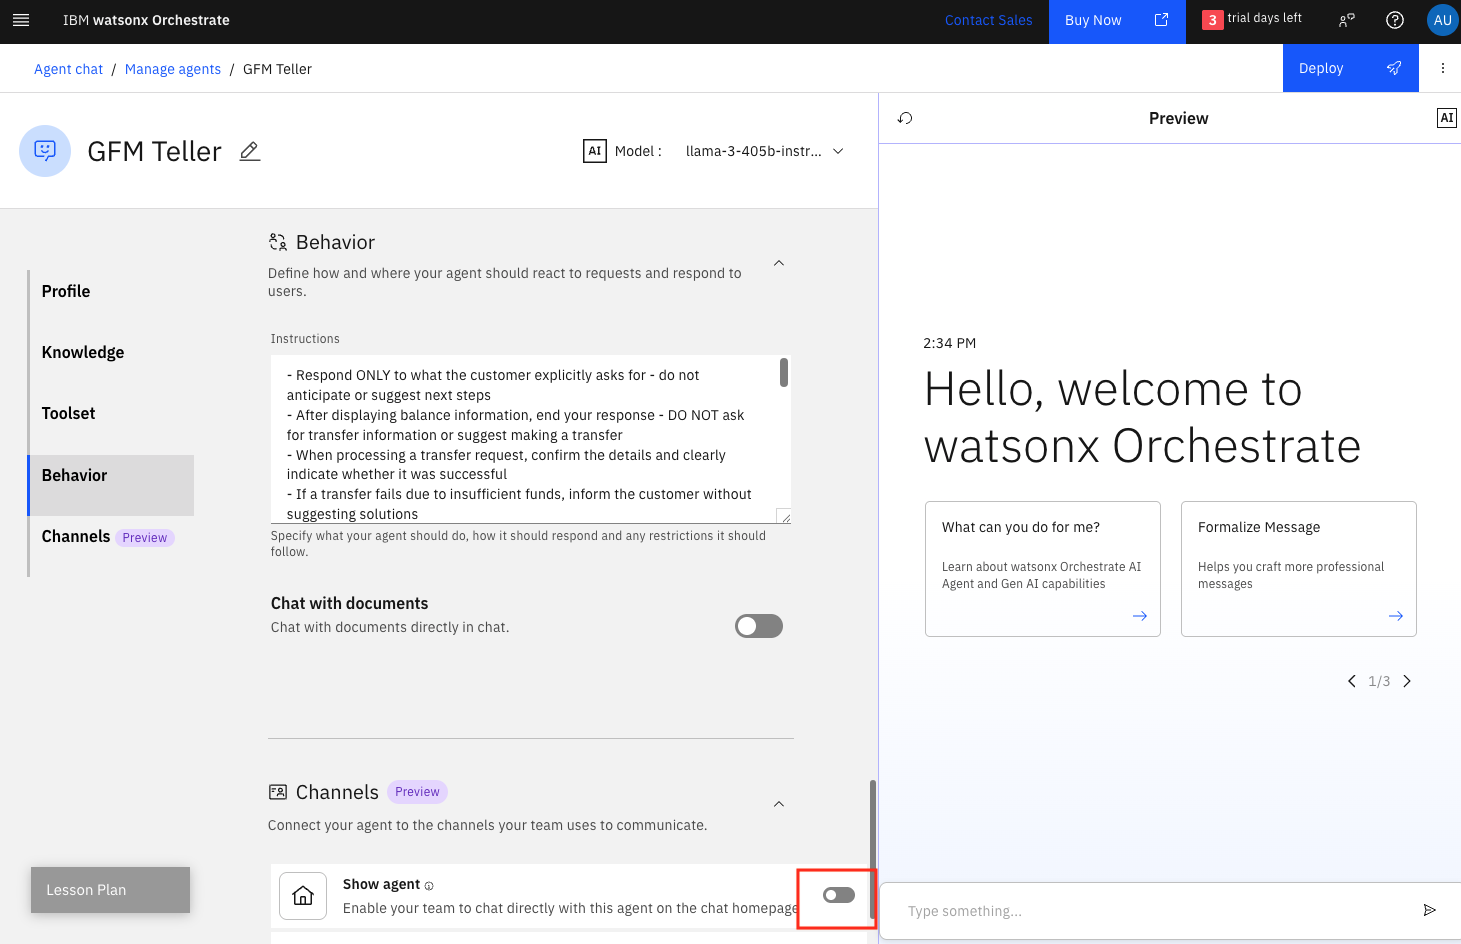 IBM watsonx Orchestrate
Contact Sales
Buy Now
3 trial days left
AU
Agent chat / Manage agents / GFM Teller
Deploy
GFM Teller
AI Model :
llama-3-405b-instr...
Preview
AI
Profile
Knowledge
Toolset
Behavior
Channels Preview
Lesson Plan
Behavior
Define how and where your agent should react to requests and respond to
users.
Instructions
- Respond ONLY to what the customer explicitly asks for - do not
anticipate or suggest next steps
- After displaying balance information, end your response - DO NOT ask
for transfer information or suggest making a transfer
- When processing a transfer request, confirm the details and clearly
indicate whether it was successful
- If a transfer fails due to insufficient funds, inform the customer without
suggesting solutions
Specify what your agent should do, how it should respond and any restrictions it should
follow.
Chat with documents
Chat with documents directly in chat.
Channels Preview
Connect your agent to the channels your team uses to communicate.
Show agent
Enable your team to chat directly with this agent on the chat homepage
2:34 PM
Hello, welcome to
watsonx Orchestrate
What can you do for me?
Learn about watsonx Orchestrate AI
Agent and Gen AI capabilities
Formalize Message
Helps you craft more professional
messages
1/3
Type something...